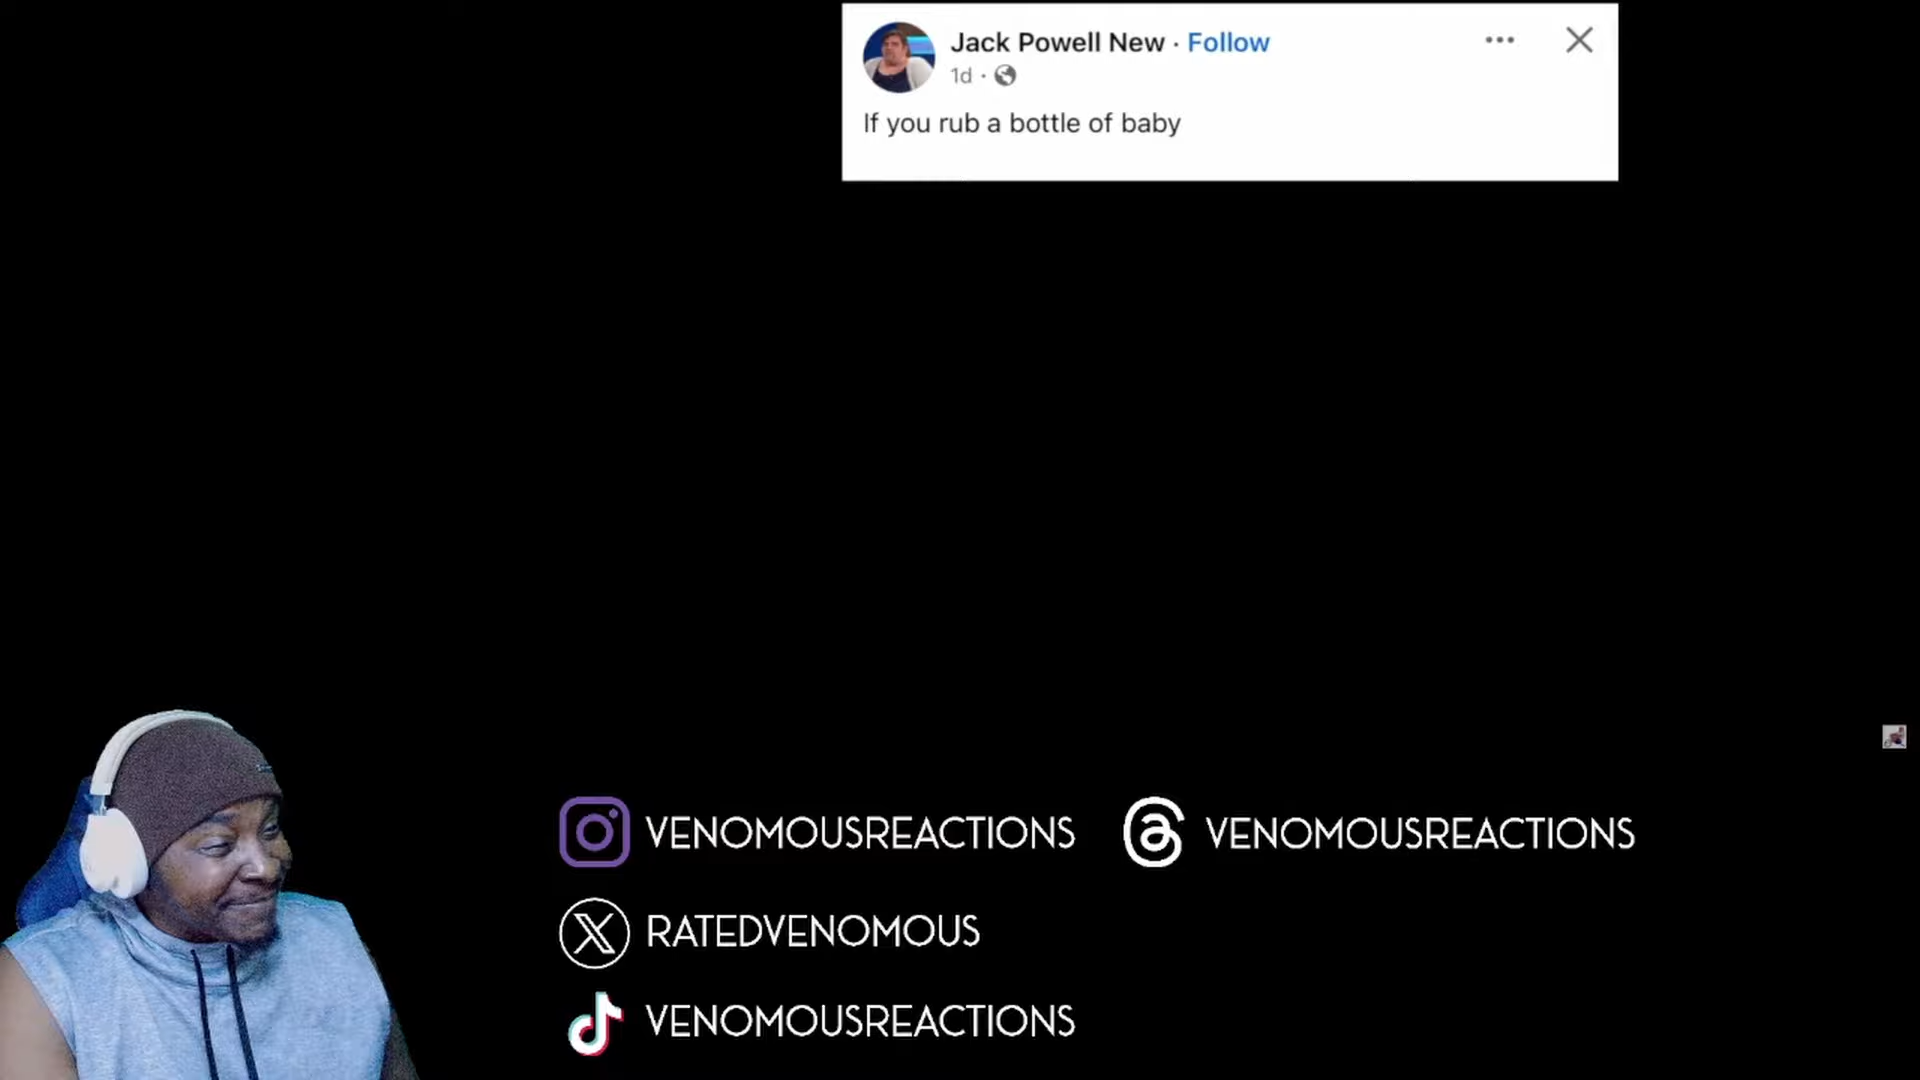 Jack Powell New · Follow
1d ·
If you rub a bottle of baby
VENOMOUSREACTIONS
VENOMOUSREACTIONS
RATEDVENOMOUS
VENOMOUSREACTIONS